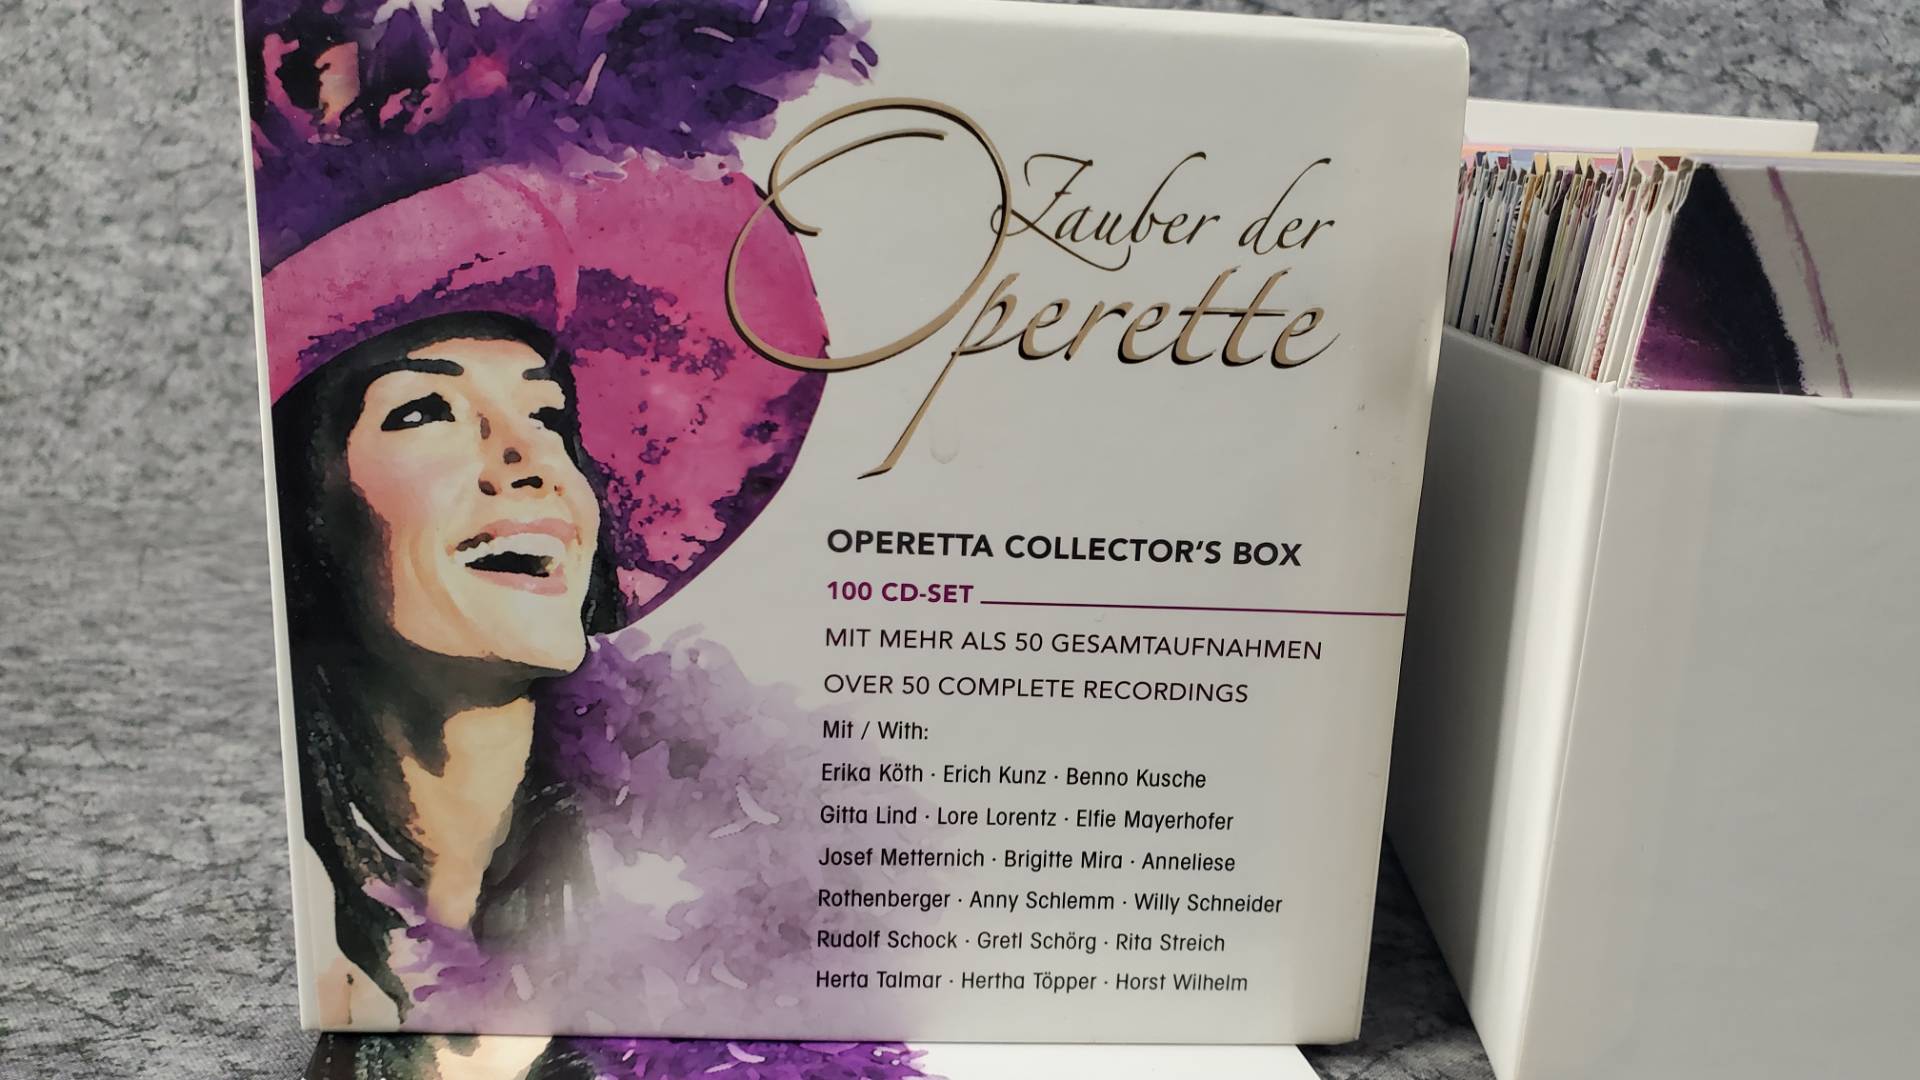 Zauber der
Operette
OPERETTA COLLECTOR'S BOX
100 CD-SET
MIT MEHR ALS 50 GESAMTAUFNAHMEN
OVER 50 COMPLETE RECORDINGS
Mit / With:
Erika Köth · Erich Kunz · Benno Kusche
Gitta Lind · Lore Lorentz · Elfie Mayerhofer
Josef Metternich · Brigitte Mira · Anneliese
Rothenberger · Anny Schlemm · Willy Schneider
Rudolf Schock · Gretl Schörg · Rita Streich
Herta Talmar · Hertha Töpper · Horst Wilhelm